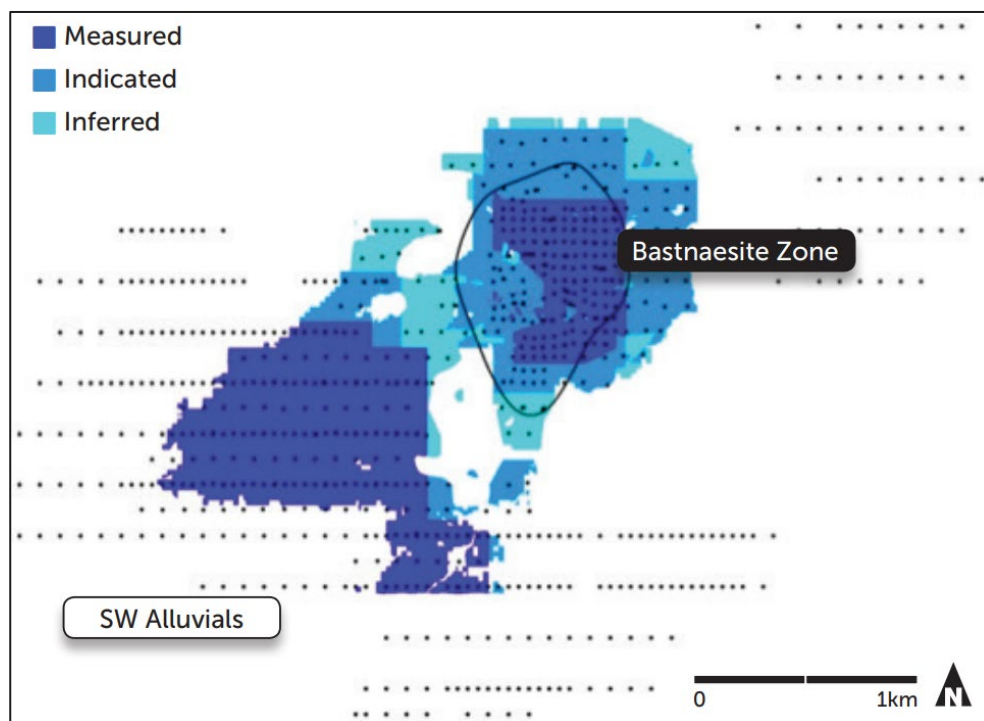 Measured
Indicated
Inferred
Bastnaesite Zone
SW Alluvials
0 1km
N